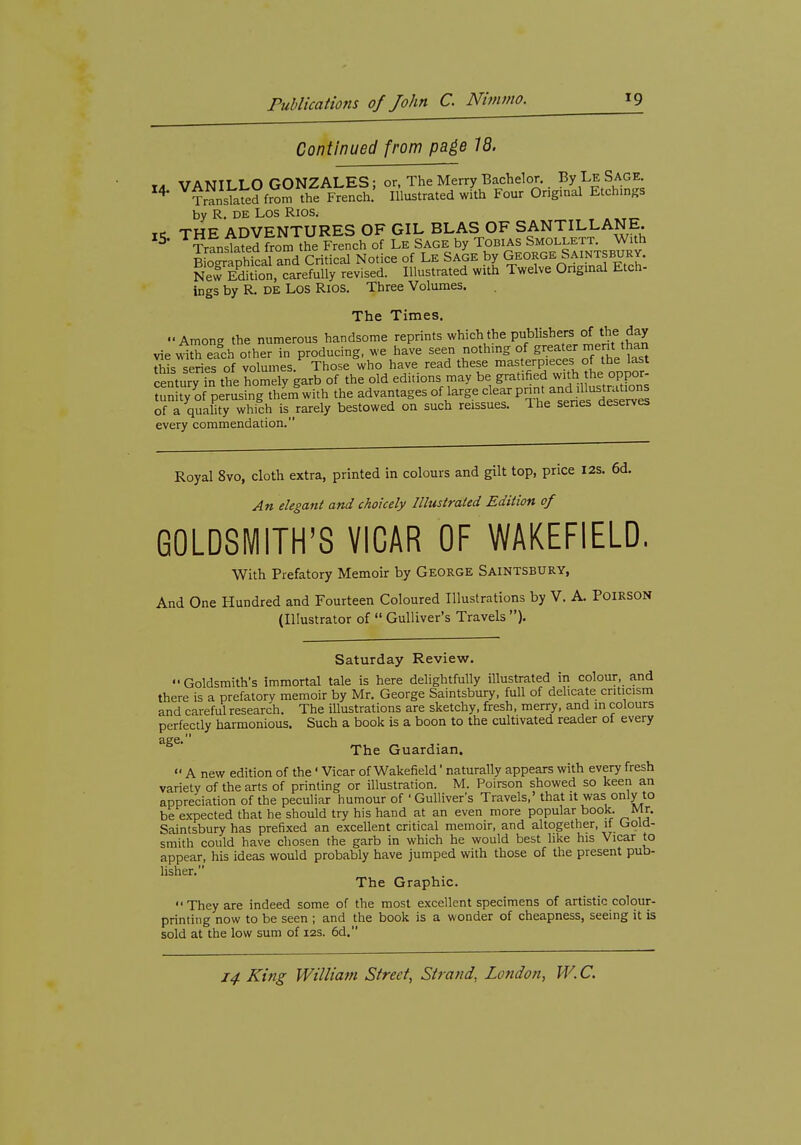 Publications of John C. Nimmo. 19
Continued from page 18.
14. VANILLO GONZALES; or, The Merry Bachelor. By LE SAGE.
Translated from the French. Illustrated with Four Original Etchings
by R. DE LOS RIOS.
15. THE ADVENTURES OF GIL BLAS OF SANTILLANE.
Translated from the French of LE SAGE by TOBIAS SMOLLETT. With
Biographical and Critical Notice of LE SAGE by GEORGE SAINTSBURY.
New Edition, carefully revised. Illustrated with Twelve Original Etch-
ings by R. DE LOS RIOS. Three Volumes.
The Times.
"Among the numerous handsome reprints which the publishers of the day
vie with each other in producing, we have seen nothing of greater merit than
this series of volumes. Those who have read these masterpieces of the last
century in the homely garb of the old editions may be gratified with the oppor-
tunity of perusing them with the advantages of large clear print and illustrations
of a quality which is rarely bestowed on such reissues. The series deserves
every commendation."
Royal 8vo, cloth extra, printed in colours and gilt top, price 12s. 6d.
An elegant and choicely Illustrated Edition of
GOLDSMITH'S VICAR OF WAKEFIELD.
With Prefatory Memoir by GEORGE SAINTSBURY,
And One Hundred and Fourteen Coloured Illustrations by V. A. POIRSON
(Illustrator of "Gulliver's Travels").
Saturday Review.
"Goldsmith's immortal tale is here delightfully illustrated in colour, and
there is a prefatory memoir by Mr. George Saintsbury, full of delicate criticism
and careful research. The illustrations are sketchy, fresh, merry, and in colours
perfectly harmonious. Such a book is a boon to the cultivated reader of every
age."
The Guardian.
"A new edition of the 'Vicar of Wakefield' naturally appears with every fresh
variety of the arts of printing or illustration. M. Poirson showed so keen an
appreciation of the peculiar humour of 'Gulliver's Travels,' that it was only to
be expected that he should try his hand at an even more popular book. Mr.
Saintsbury has prefixed an excellent critical memoir, and altogether, if Gold-
smith could have chosen the garb in which he would best like his Vicar to
appear, his ideas would probably have jumped with those of the present pub-
lisher."
The Graphic.
"They are indeed some of the most excellent specimens of artistic colour-
printing now to be seen; and the book is a wonder of cheapness, seeing it is
sold at the low sum of 12s. 6d."
14 King William Street, Strand, London, W.C.